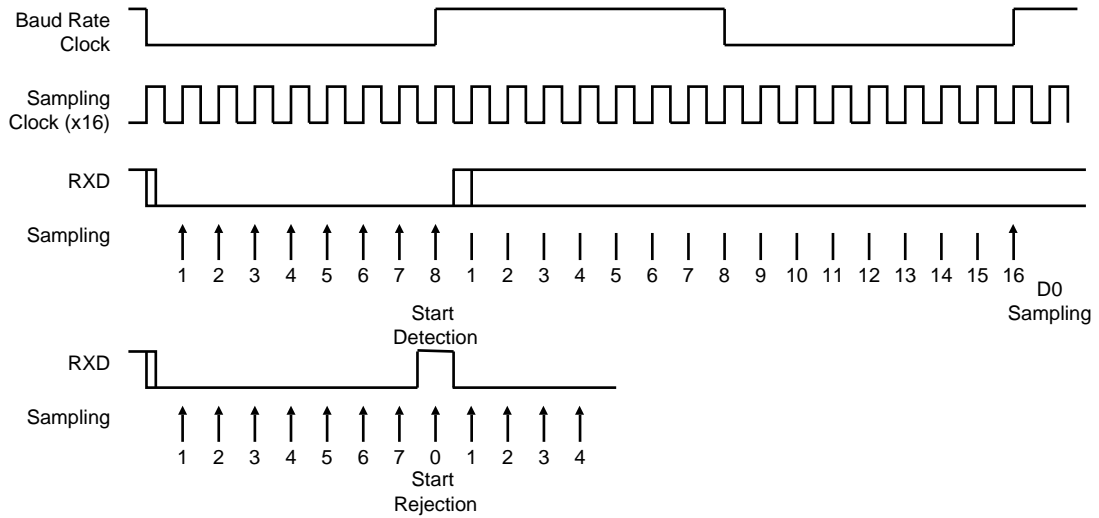 Baud Rate
Clock
Sampling
Clock (x16)
RXD
Sampling
1 2 3 4 5 6 7 8 1 2 3 4 5 6 7 8 9 10 11 12 13 14 15 16
D0
Sampling
Start
Detection
RXD
Sampling
1 2 3 4 5 6 7 0 1 2 3 4
Start
Rejection